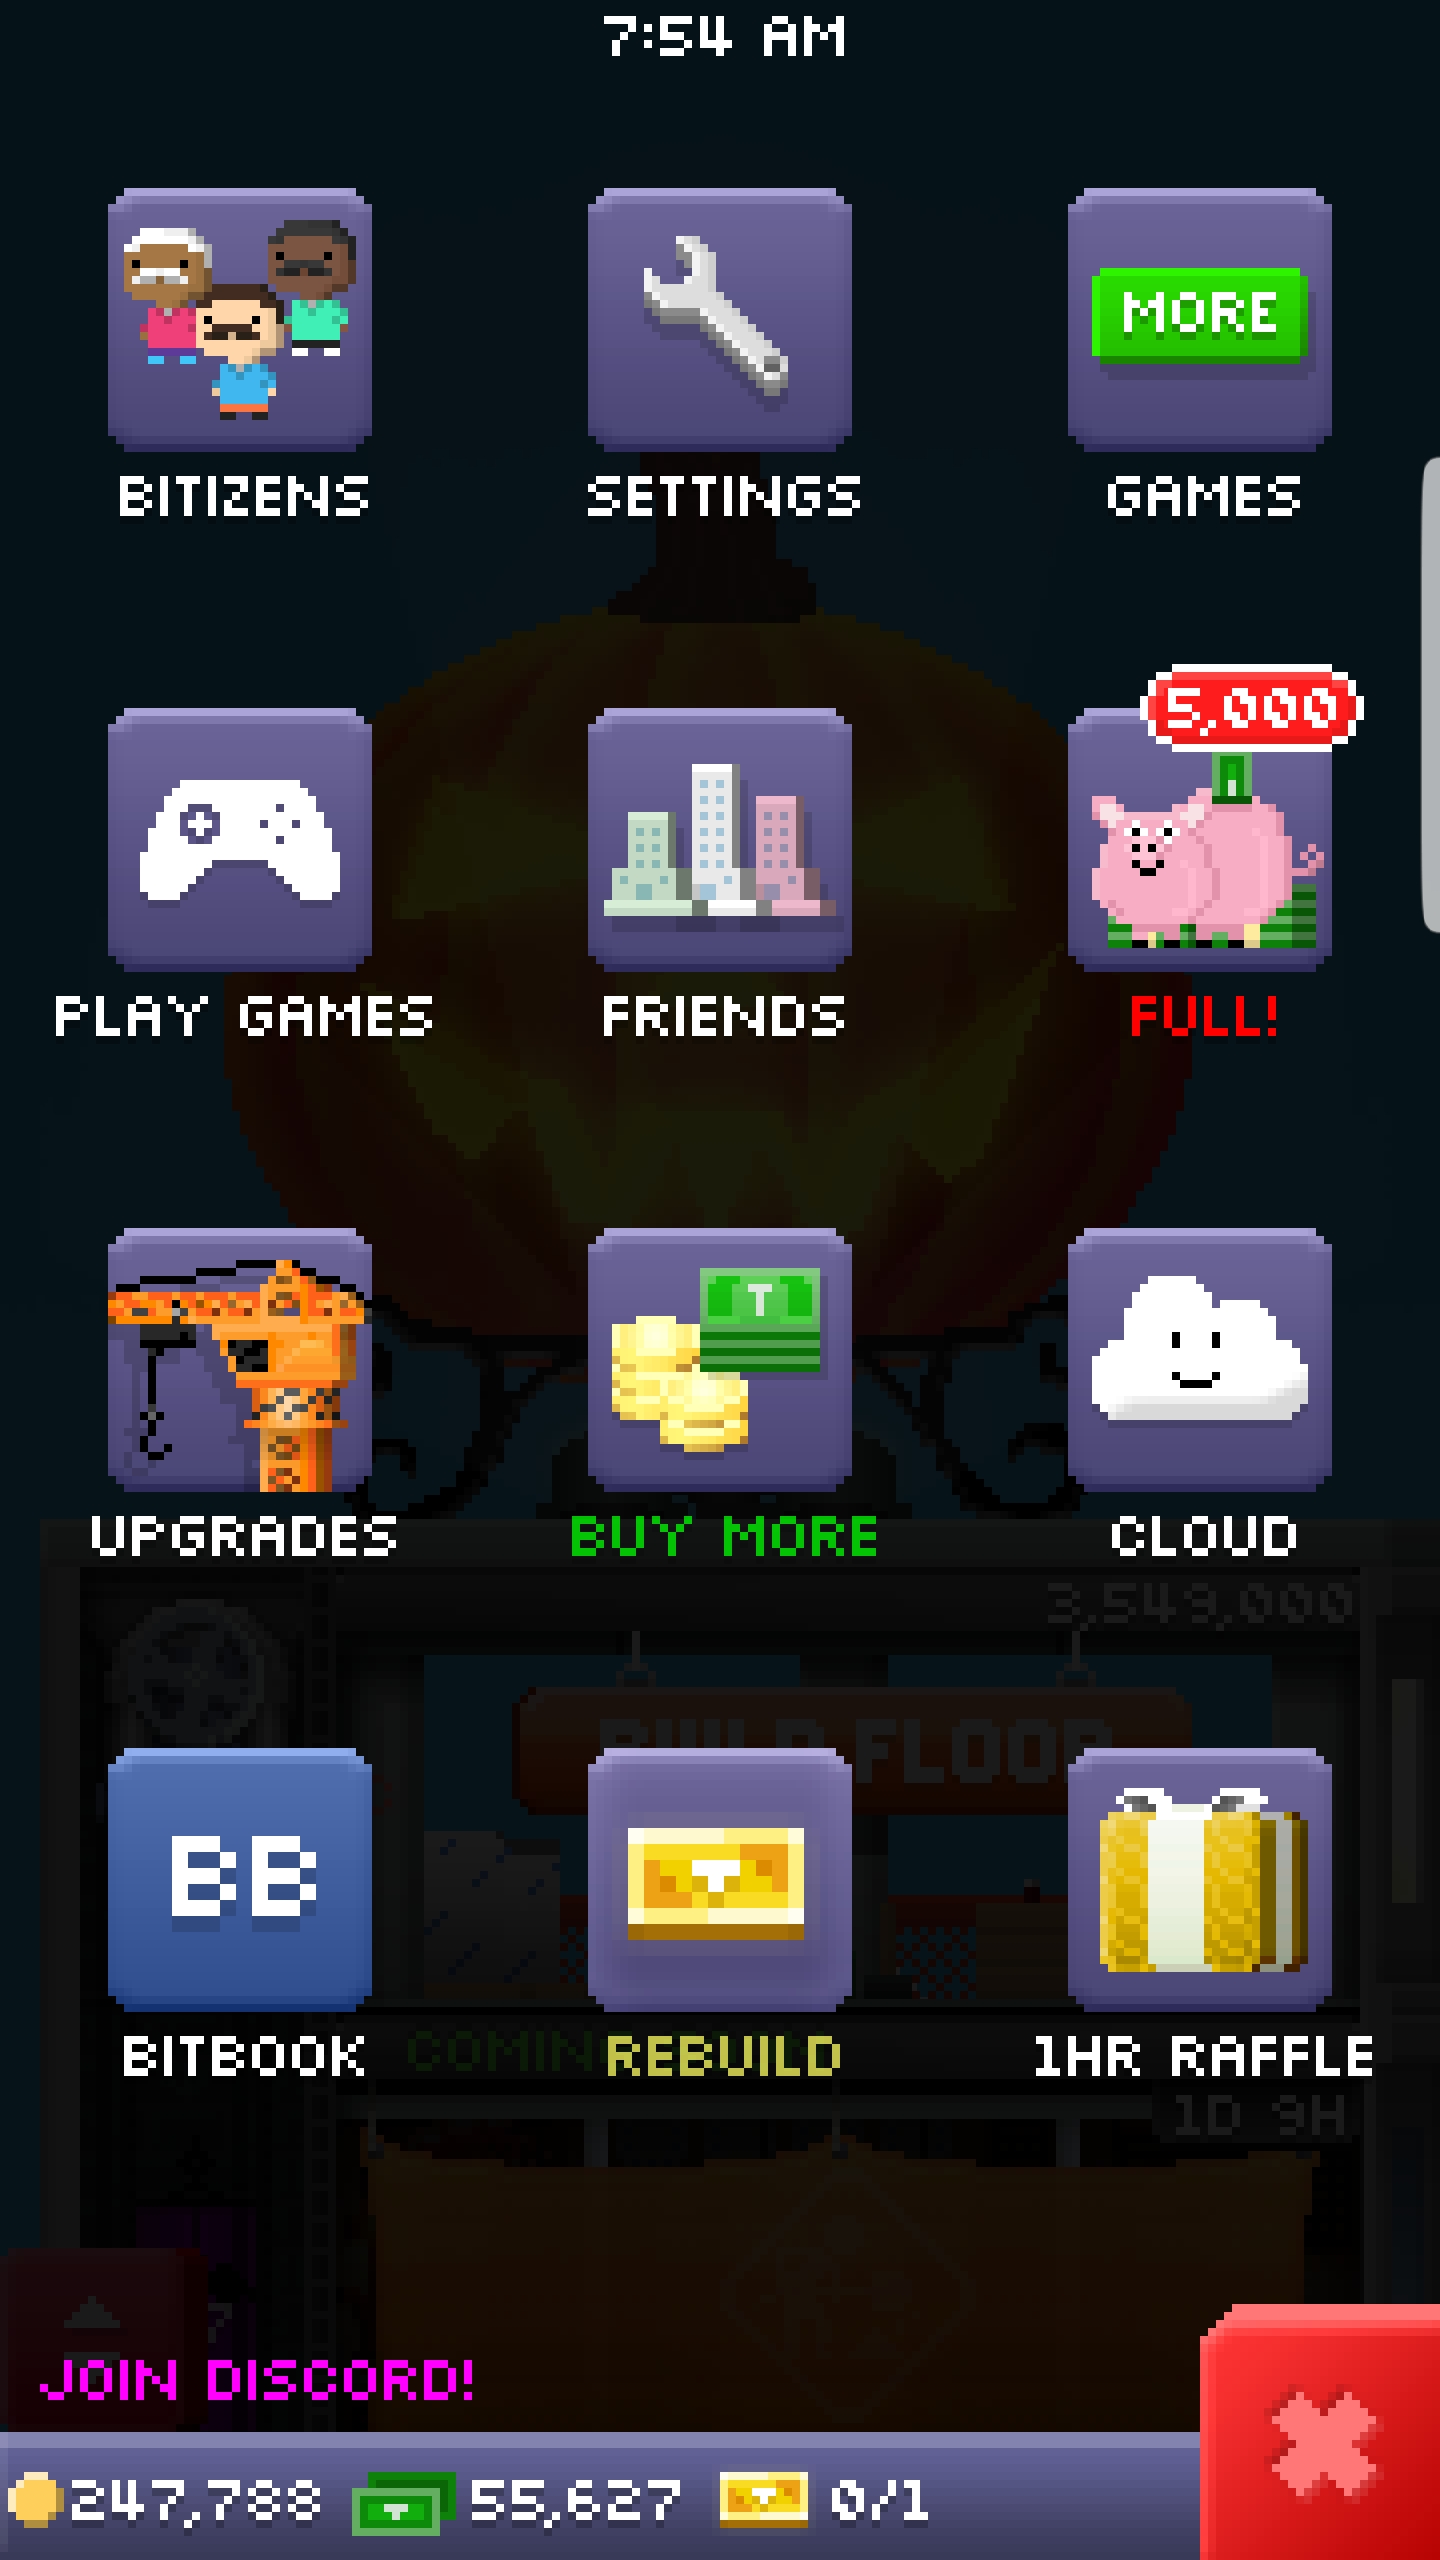 7:54 AM
MORE
BITIZENS
SETTINGS
GAMES
5,000
PLAY GAMES
FRIENDS
FULL!
T
UPGRADES
BUY MORE
CLOUD
3,549,000
BUILD FLOOR
BB
BITBOOK
COMING
REBUILD
1HR RAFFLE
1D 9H
JOIN DISCORD!
247,788
55,627
0/1